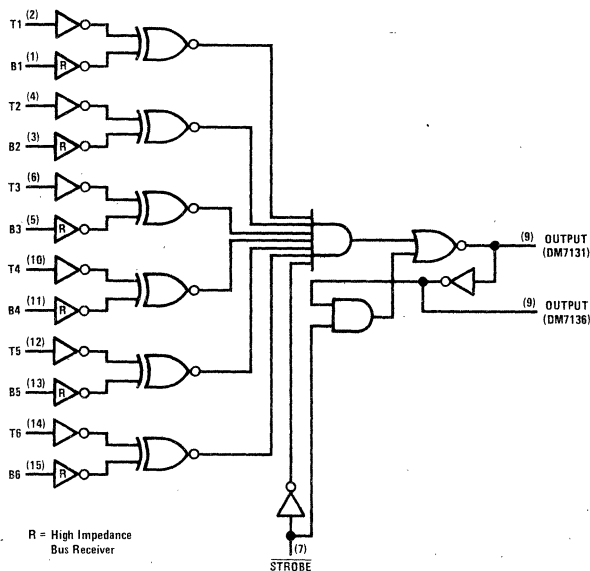 T1 (2)
B1 (1) R
T2 (4)
B2 (3) R
T3 (6)
B3 (5) R
T4 (10)
B4 (11) R
T5 (12)
B5 (13) R
T6 (14)
B6 (15) R
(9) OUTPUT
(DM7131)
(9) OUTPUT
(DM7136)
(7)
STROBE
R = High Impedance
Bus Receiver